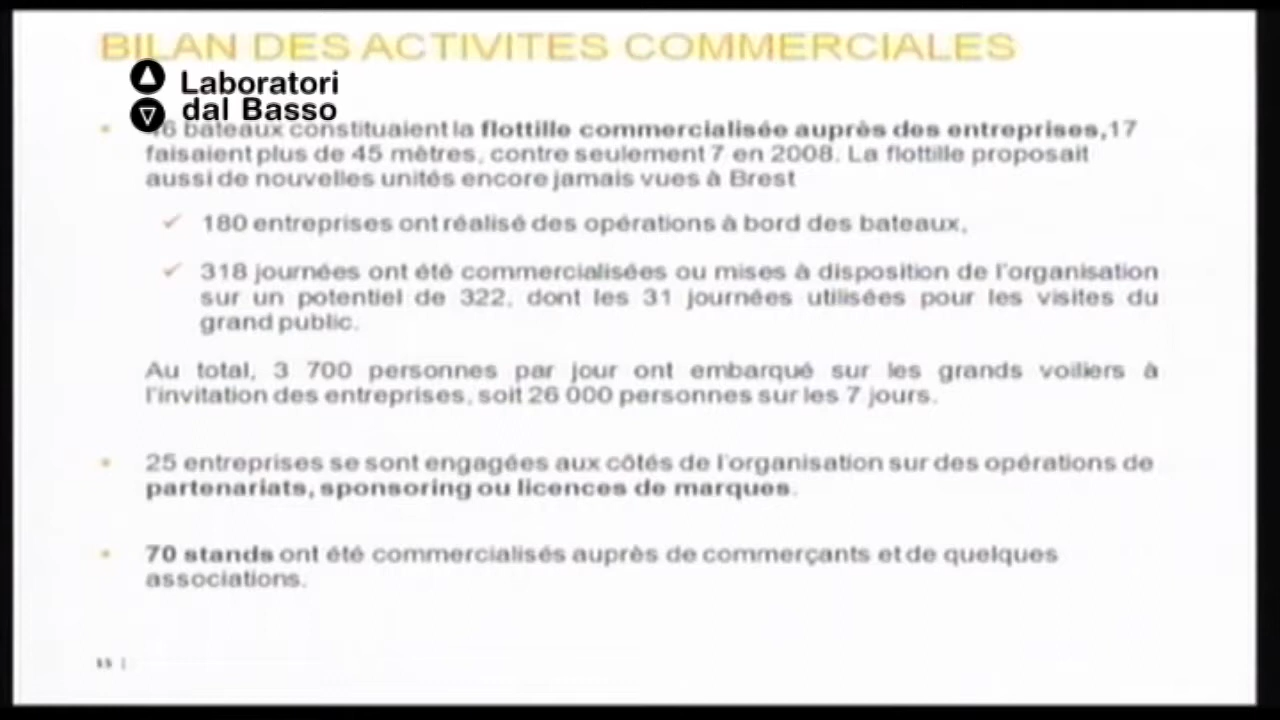 BILAN DES ACTIVITES COMMERCIALES
Laboratori
dal Basso
bateaux constituaient la flottille commercialisée auprès des entreprises, 17
faisaient plus de 45 mètres, contre seulement 7 en 2008. La flottille proposait
aussi de nouvelles unités encore jamais vues à Brest
180 entreprises ont réalisé des opérations à bord des bateaux,
318 journées ont été commercialisées ou mises à disposition de l'organisation
sur un potentiel de 322, dont les 31 journées utilisées pour les visites du
grand public.
Au total, 3 700 personnes par jour ont embarqué sur les grands voiliers à
l'invitation des entreprises, soit 26 000 personnes sur les 7 jours.
25 entreprises se sont engagées aux côtés de l'organisation sur des opérations de
partenariats, sponsoring ou licences de marques.
70 stands ont été commercialisés auprès de commerçants et de quelques
associations.